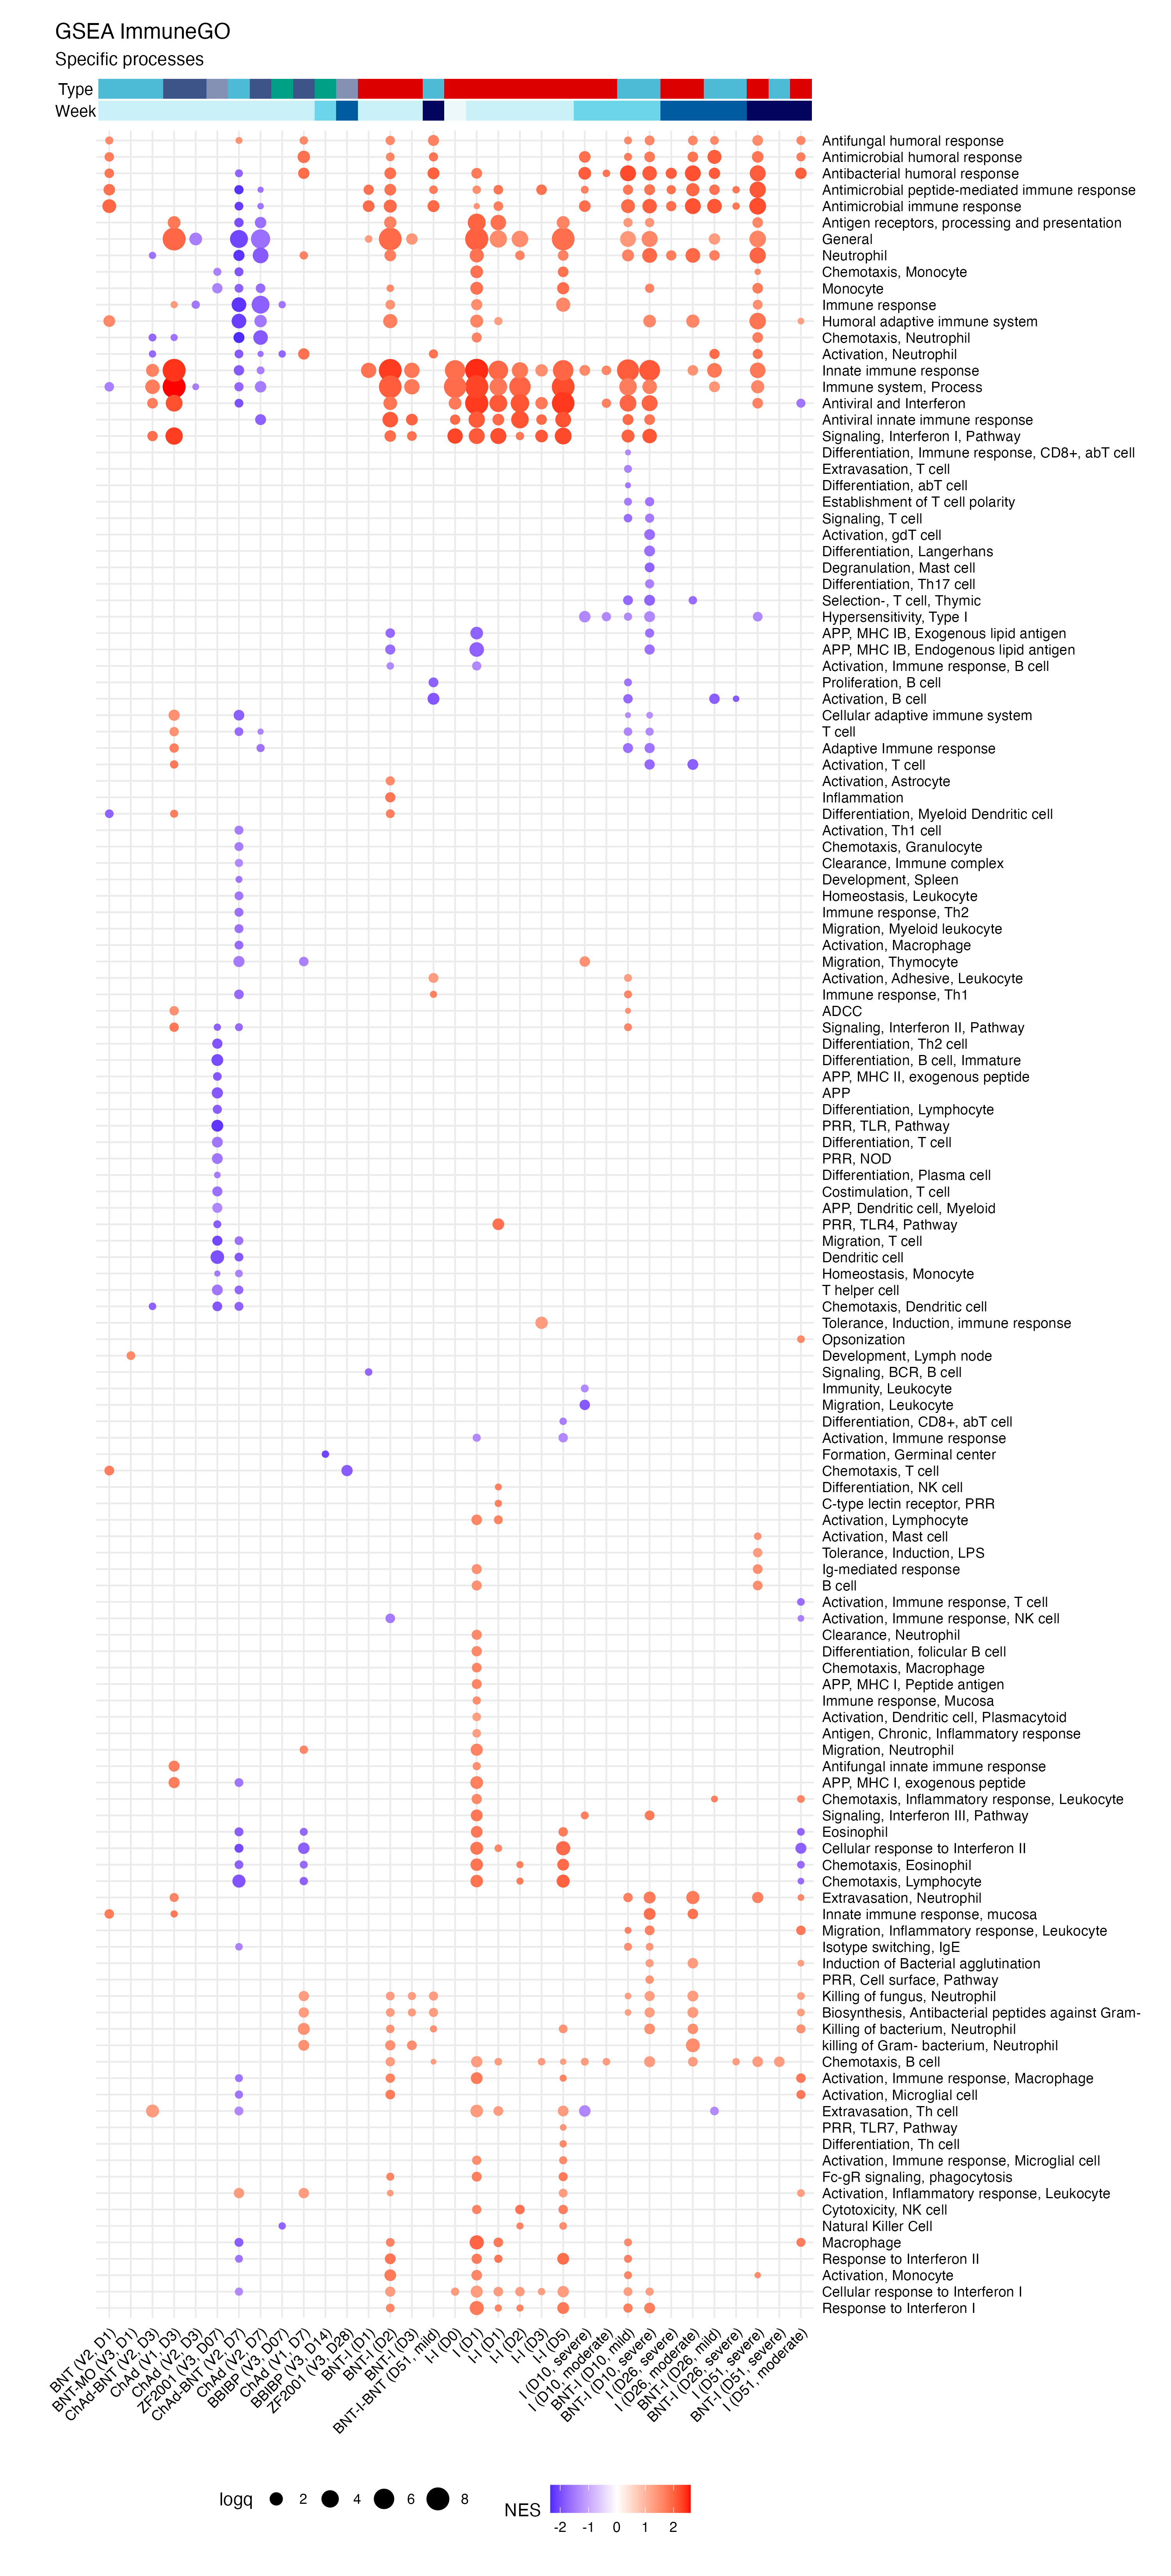 GSEA ImmuneGO
Specific processes
Type
Week
Antifungal humoral response
Antimicrobial humoral response
Antibacterial humoral response
Antimicrobial peptide-mediated immune response
Antimicrobial immune response
Antigen receptors, processing and presentation
General
Neutrophil
Chemotaxis, Monocyte
Monocyte
Immune response
Humoral adaptive immune system
Chemotaxis, Neutrophil
Activation, Neutrophil
Innate immune response
Immune system, Process
Antiviral and Interferon
Antiviral innate immune response
Signaling, Interferon I, Pathway
Differentiation, Immune response, CD8+, abT cell
Extravasation, T cell
Differentiation, abT cell
Establishment of T cell polarity
Signaling, T cell
Activation, gdT cell
Differentiation, Langerhans
Degranulation, Mast cell
Differentiation, Th17 cell
Selection-, T cell, Thymic
Hypersensitivity, Type I
APP, MHC IB, Exogenous lipid antigen
APP, MHC IB, Endogenous lipid antigen
Activation, Immune response, B cell
Proliferation, B cell
Activation, B cell
Cellular adaptive immune system
T cell
Adaptive Immune response
Activation, T cell
Activation, Astrocyte
Inflammation
Differentiation, Myeloid Dendritic cell
Activation, Th1 cell
Chemotaxis, Granulocyte
Clearance, Immune complex
Development, Spleen
Homeostasis, Leukocyte
Immune response, Th2
Migration, Myeloid leukocyte
Activation, Macrophage
Migration, Thymocyte
Activation, Adhesive, Leukocyte
Immune response, Th1
ADCC
Signaling, Interferon II, Pathway
Differentiation, Th2 cell
Differentiation, B cell, Immature
APP, MHC II, exogenous peptide
APP
Differentiation, Lymphocyte
PRR, TLR, Pathway
Differentiation, T cell
PRR, NOD
Differentiation, Plasma cell
Costimulation, T cell
APP, Dendritic cell, Myeloid
PRR, TLR4, Pathway
Migration, T cell
Dendritic cell
Homeostasis, Monocyte
T helper cell
Chemotaxis, Dendritic cell
Tolerance, Induction, immune response
Opsonization
Development, Lymph node
Signaling, BCR, B cell
Immunity, Leukocyte
Migration, Leukocyte
Differentiation, CD8+, abT cell
Activation, Immune response
Formation, Germinal center
Chemotaxis, T cell
Differentiation, NK cell
C-type lectin receptor, PRR
Activation, Lymphocyte
Activation, Mast cell
Tolerance, Induction, LPS
Ig-mediated response
B cell
Activation, Immune response, T cell
Activation, Immune response, NK cell
Clearance, Neutrophil
Differentiation, folicular B cell
Chemotaxis, Macrophage
APP, MHC I, Peptide antigen
Immune response, Mucosa
Activation, Dendritic cell, Plasmacytoid
Antigen, Chronic, Inflammatory response
Migration, Neutrophil
Antifungal innate immune response
APP, MHC I, exogenous peptide
Chemotaxis, Inflammatory response, Leukocyte
Signaling, Interferon III, Pathway
Eosinophil
Cellular response to Interferon II
Chemotaxis, Eosinophil
Chemotaxis, Lymphocyte
Extravasation, Neutrophil
Innate immune response, mucosa
Migration, Inflammatory response, Leukocyte
Isotype switching, IgE
Induction of Bacterial agglutination
PRR, Cell surface, Pathway
Killing of fungus, Neutrophil
Biosynthesis, Antibacterial peptides against Gram-
Killing of bacterium, Neutrophil
killing of Gram- bacterium, Neutrophil
Chemotaxis, B cell
Activation, Immune response, Macrophage
Activation, Microglial cell
Extravasation, Th cell
PRR, TLR7, Pathway
Differentiation, Th cell
Activation, Immune response, Microglial cell
Fc-gR signaling, phagocytosis
Activation, Inflammatory response, Leukocyte
Cytotoxicity, NK cell
Natural Killer Cell
Macrophage
Response to Interferon II
Activation, Monocyte
Cellular response to Interferon I
Response to Interferon I
BNT (V2, D1)
BNT-MO (V3, D1)
ChAd-BNT (V2, D3)
ChAd (V1, D3)
ChAd (V2, D3)
ZF2001 (V3, D07)
ChAd-BNT (V2, D7)
ChAd (V2, D7)
BBIBP (V3, D07)
ChAd (V1, D7)
BBIBP (V3, D14)
ZF2001 (V3, D28)
BNT-I (D1)
BNT-I (D2)
BNT-I (D3)
BNT-I-BNT (D51, mild)
I-I (D0)
I (D1)
I-I (D1)
I-I (D2)
I-I (D3)
I-I (D5)
I (D10, severe)
I (D10, moderate)
BNT-I (D10, mild)
BNT-I (D10, severe)
I (D26, severe)
I (D26, moderate)
BNT-I (D26, mild)
BNT-I (D26, severe)
I (D51, severe)
BNT-I (D51, severe)
I (D51, moderate)
logq 2 4 6 8
NES
-2 -1 0 1 2